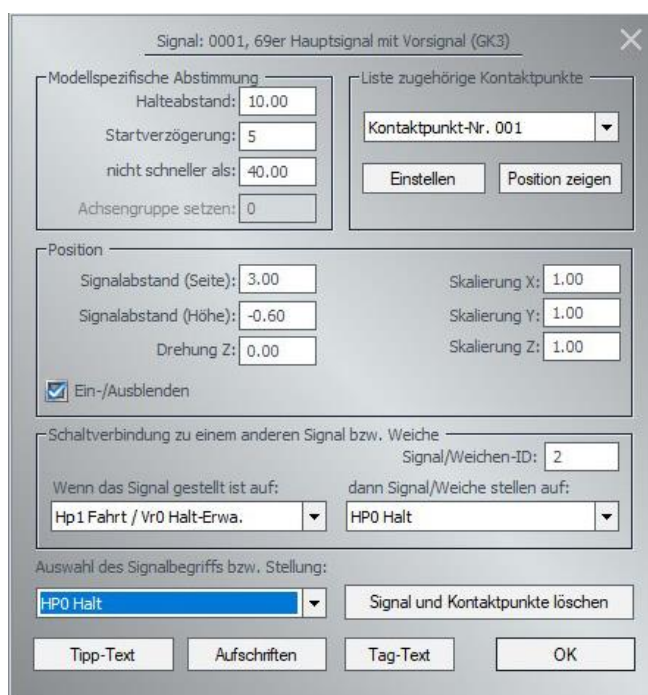 Signal: 0001, 69er Hauptsignal mit Vorsignal (GK3)
Modellspezifische Abstimmung
Halteabstand: 10.00
Startverzögerung: 5
nicht schneller als: 40.00
Achsengruppe setzen: 0
Liste zugehörige Kontaktpunkte
Kontaktpunkt-Nr. 001
Einstellen Position zeigen
Position
Signalabstand (Seite): 3.00 Skalierung X: 1.00
Signalabstand (Höhe): -0.60 Skalierung Y: 1.00
Drehung Z: 0.00 Skalierung Z: 1.00
Ein-/Ausblenden
Schaltverbindung zu einem anderen Signal bzw. Weiche
Signal/Weichen-ID: 2
Wenn das Signal gestellt ist auf: dann Signal/Weiche stellen auf:
Hp1 Fahrt / Vr0 Halt-Erwa. HP0 Halt
Auswahl des Signalbegriffs bzw. Stellung:
HP0 Halt Signal und Kontaktpunkte löschen
Tipp-Text Aufschriften Tag-Text OK